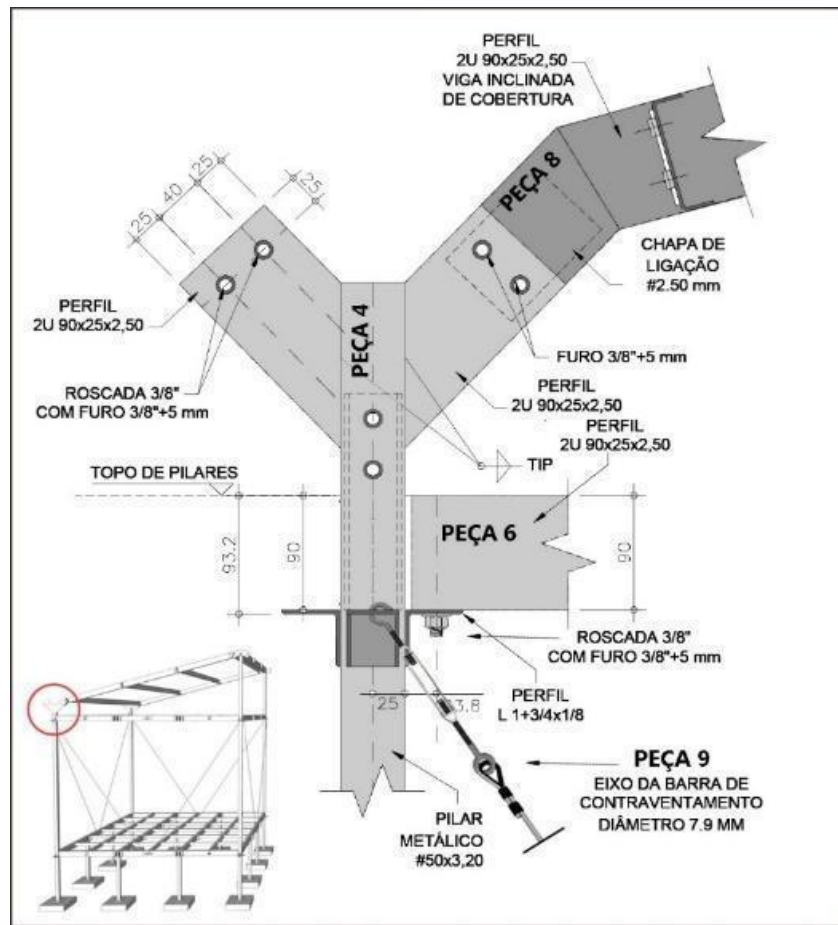 PERFIL
2U 90x25x2,50
VIGA INCLINADA
DE COBERTURA
PEÇA 8
25
40
25
25
CHAPA DE
LIGAÇÃO
#2.50 mm
PERFIL
2U 90x25x2,50
PEÇA 4
FURO 3/8"+5 mm
ROSCADA 3/8"
COM FURO 3/8"+5 mm
PERFIL
2U 90x25x2,50
PERFIL
2U 90x25x2,50
TIP
TOPO DE PILARES
93.2
90
PEÇA 6
90
ROSCADA 3/8"
COM FURO 3/8"+5 mm
PERFIL
L 1+3/4x1/8
25
33.8
PEÇA 9
EIXO DA BARRA DE
CONTRAVENTAMENTO
DIÂMETRO 7.9 MM
PILAR
METÁLICO
#50x3,20